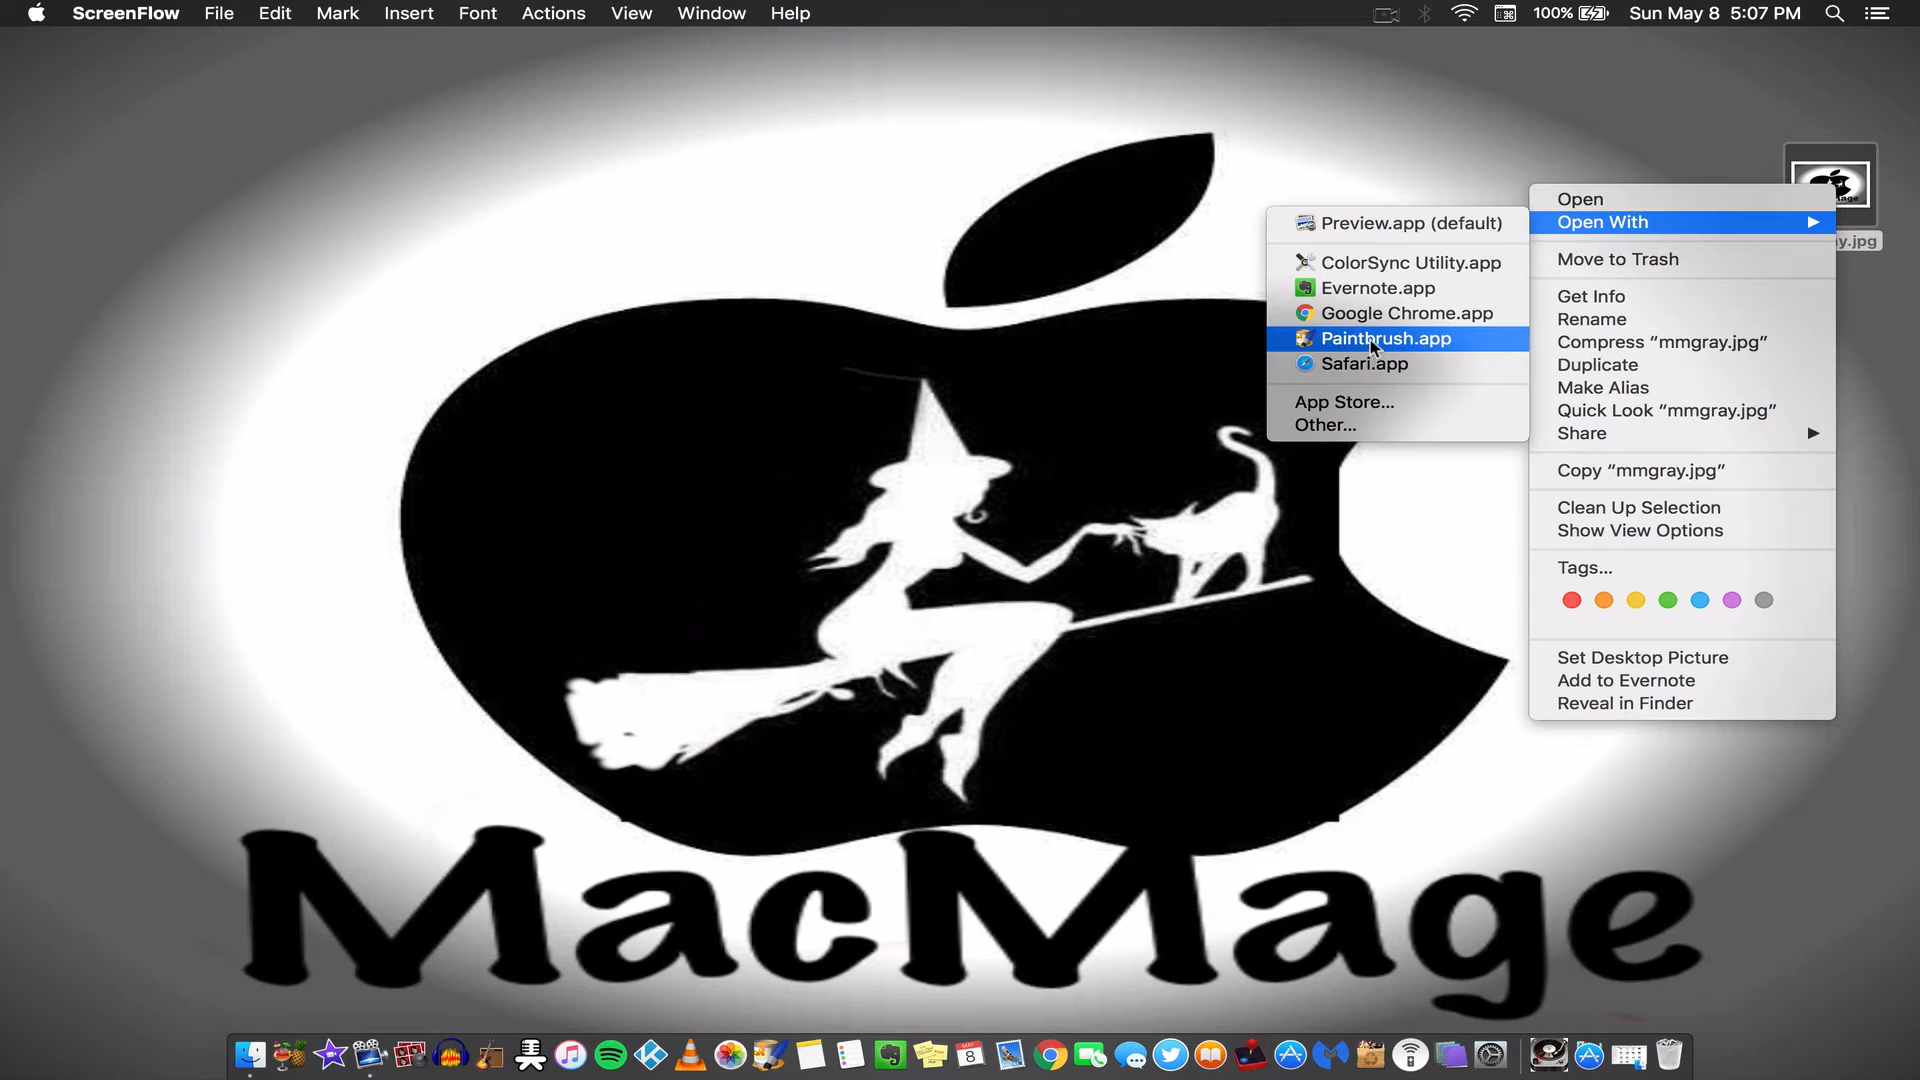 ScreenFlow File Edit Mark Insert Font Actions View Window Help 100% Sun May 8 5:07 PM
Open
Open With
Move to Trash
Get Info
Rename
Compress “mmgray.jpg”
Duplicate
Make Alias
Quick Look “mmgray.jpg”
Share
Copy “mmgray.jpg”
Clean Up Selection
Show View Options
Tags...
Set Desktop Picture
Add to Evernote
Reveal in Finder
Preview.app (default)
ColorSync Utility.app
Evernote.app
Google Chrome.app
Paintbrush.app
Safari.app
App Store...
Other...
y.jpg
MacMage
MAY
8